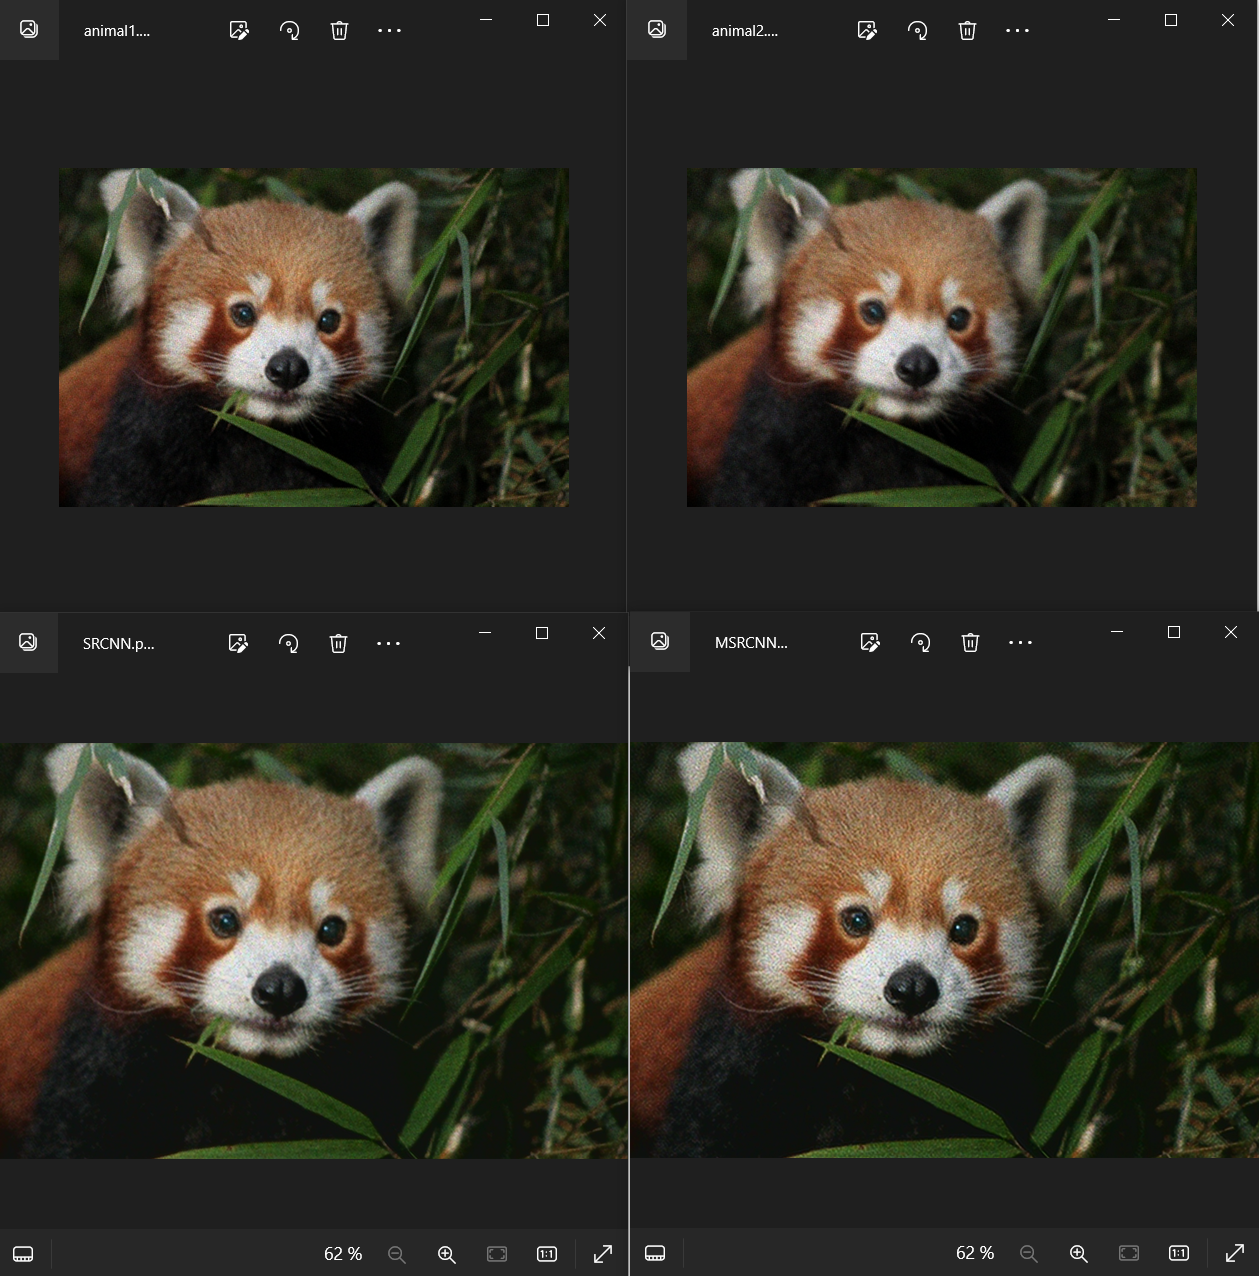 animal1....
animal2....
SRCNN.p...
MSRCNN...
62 %
1:1
62 %
1:1